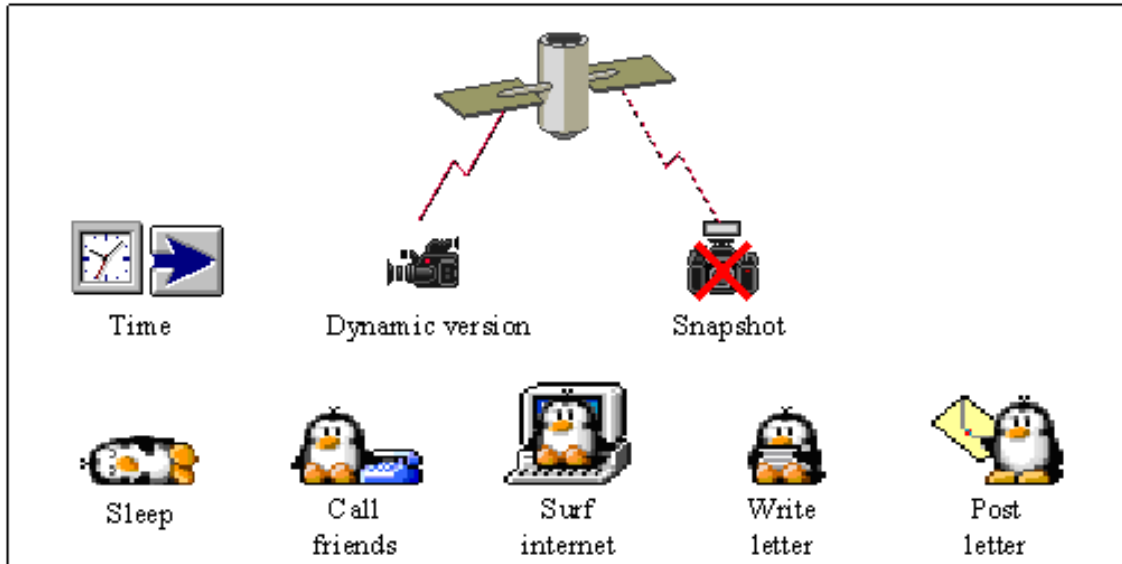 Time
Dynamic version
Snapshot
Sleep
Call
friends
Surf
internet
Write
letter
Post
letter